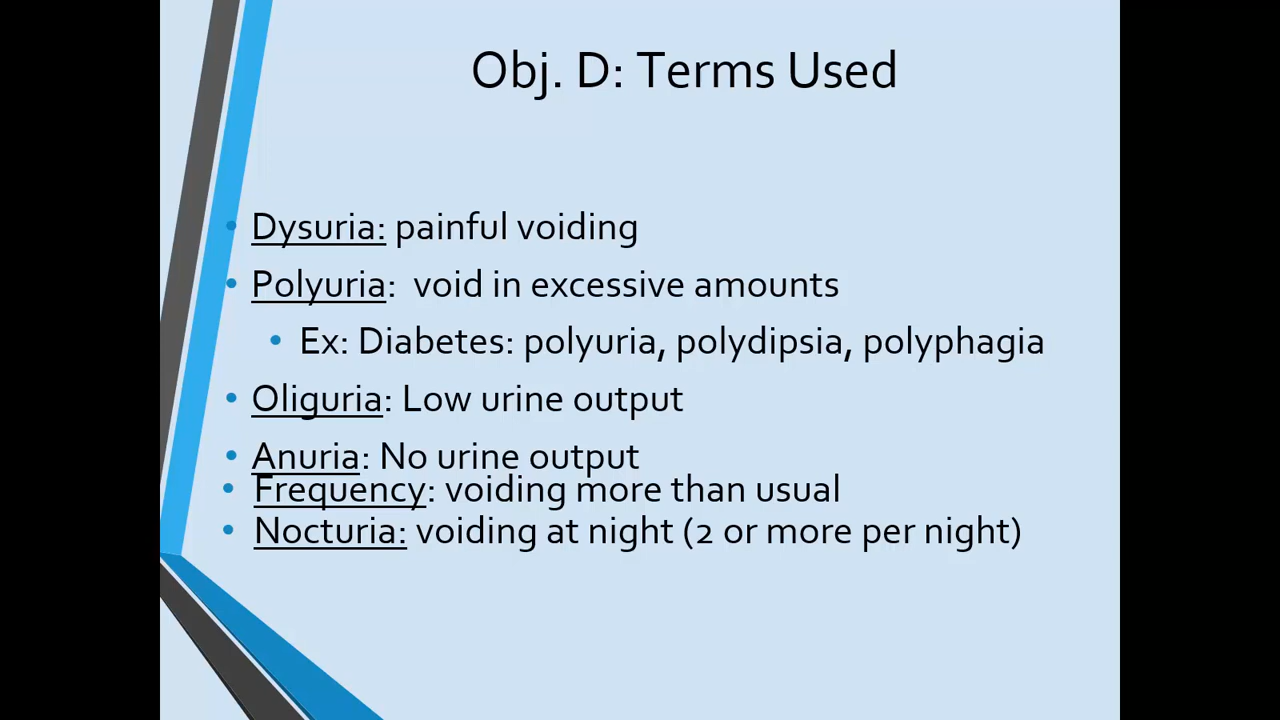 Obj. D: Terms Used
• Dysuria: painful voiding
• Polyuria:  void in excessive amounts
• Ex: Diabetes: polyuria, polydipsia, polyphagia
• Oliguria: Low urine output
• Anuria: No urine output
• Frequency: voiding more than usual
• Nocturia: voiding at night (2 or more per night)